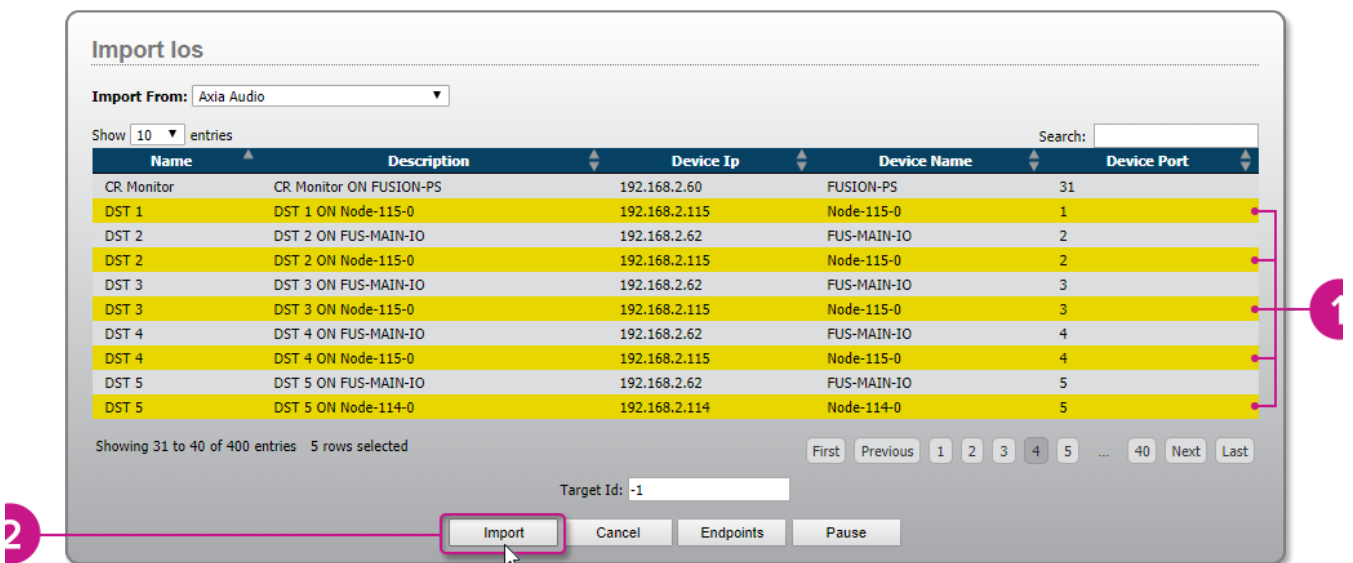 Import Ios
Import From: Axia Audio
Show 10 entries Search:
Name Description Device Ip Device Name Device Port
CR Monitor CR Monitor ON FUSION-PS 192.168.2.60 FUSION-PS 31
DST 1 DST 1 ON Node-115-0 192.168.2.115 Node-115-0 1
DST 2 DST 2 ON FUS-MAIN-IO 192.168.2.62 FUS-MAIN-IO 2
DST 2 DST 2 ON Node-115-0 192.168.2.115 Node-115-0 2
DST 3 DST 3 ON FUS-MAIN-IO 192.168.2.62 FUS-MAIN-IO 3
DST 3 DST 3 ON Node-115-0 192.168.2.115 Node-115-0 3
1
DST 4 DST 4 ON FUS-MAIN-IO 192.168.2.62 FUS-MAIN-IO 4
DST 4 DST 4 ON Node-115-0 192.168.2.115 Node-115-0 4
DST 5 DST 5 ON FUS-MAIN-IO 192.168.2.62 FUS-MAIN-IO 5
DST 5 DST 5 ON Node-114-0 192.168.2.114 Node-114-0 5
Showing 31 to 40 of 400 entries 5 rows selected First Previous 1 2 3 4 5 ... 40 Next Last
Target Id: -1
2
Import Cancel Endpoints Pause